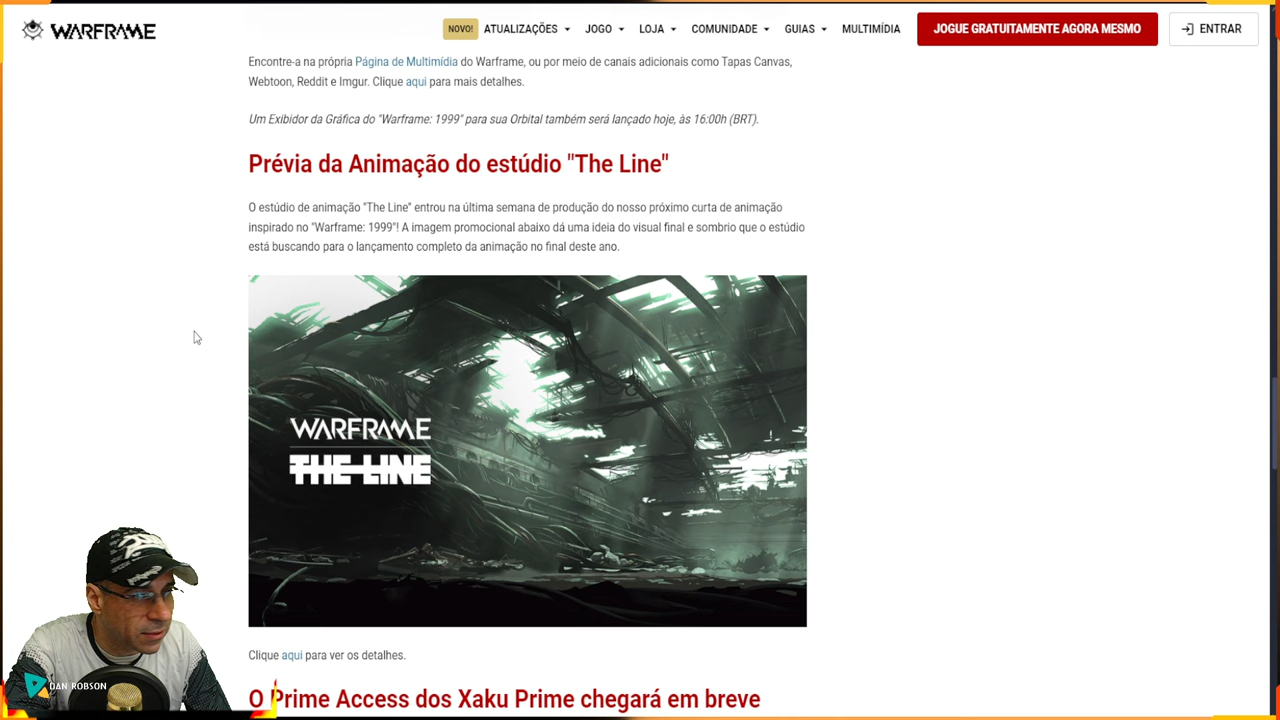 WARFRAME
NOVO! ATUALIZAÇÕES JOGO LOJA COMUNIDADE GUIAS MULTIMÍDIA JOGUE GRATUITAMENTE AGORA MESMO ENTRAR
Encontre-a na própria Página de Multimídia do Warframe, ou por meio de canais adicionais como Tapas Canvas,
Webtoon, Reddit e Imgur. Clique aqui para mais detalhes.
Um Exibidor da Gráfica do "Warframe: 1999" para sua Orbital também será lançado hoje, às 16:00h (BRT).
Prévia da Animação do estúdio "The Line"
O estúdio de animação "The Line" entrou na última semana de produção do nosso próximo curta de animação
inspirado no "Warframe: 1999"! A imagem promocional abaixo dá uma ideia do visual final e sombrio que o estúdio
está buscando para o lançamento completo da animação no final deste ano.
WARFRAME
THE LINE
Clique aqui para ver os detalhes.
O Prime Access dos Xaku Prime chegará em breve
DAN ROBSON